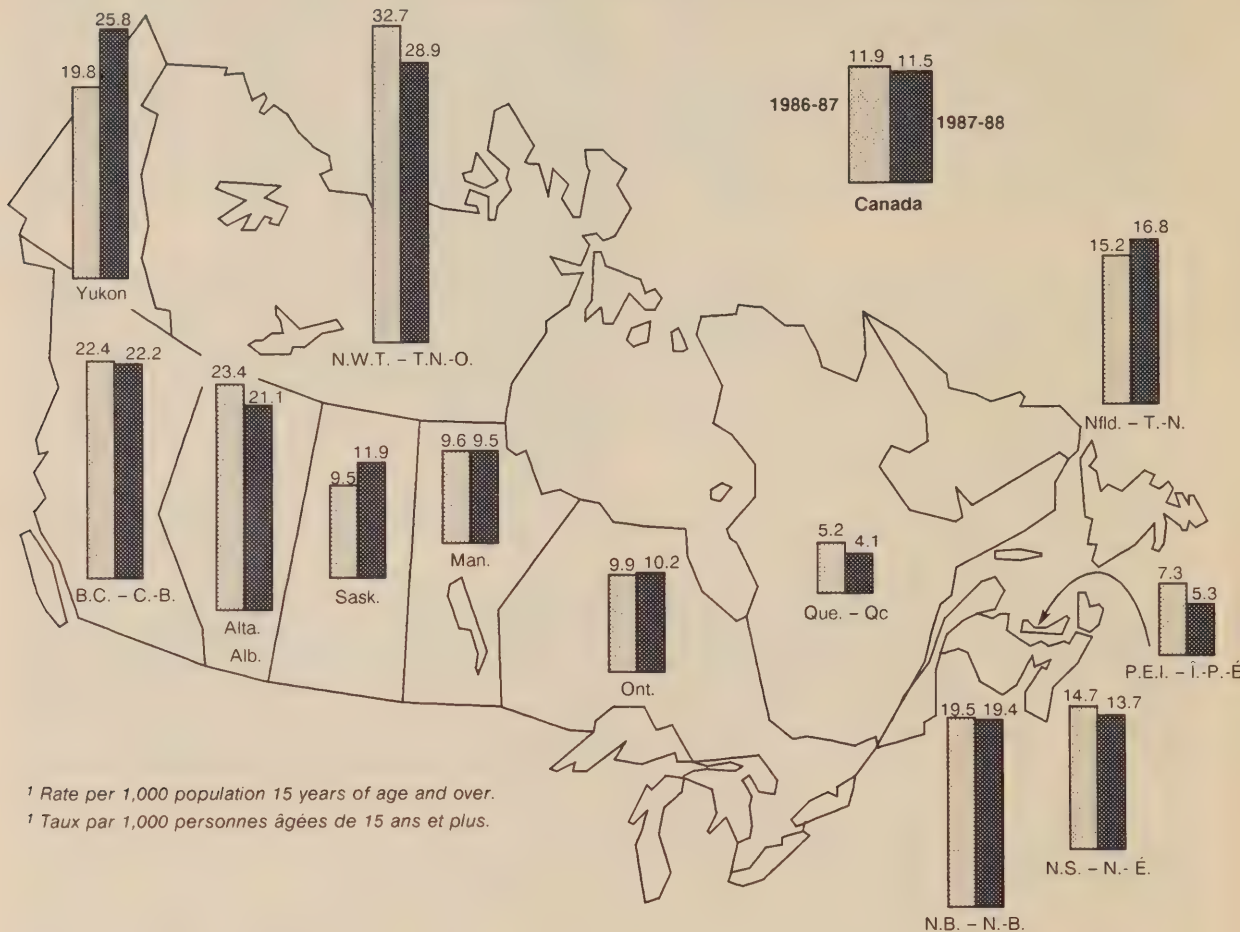 25.8
19.8
Yukon
32.7
28.9
N.W.T. – T.N.-O.
11.9 11.5
1986-87
1987-88
Canada
15.2 16.8
Nfld. – T.-N.
22.4 22.2
B.C. – C.-B.
23.4
21.1
Alta.
Alb.
9.5 11.9
Sask.
9.6 9.5
Man.
9.9 10.2
Ont.
5.2
4.1
Que. – Qc
7.3
5.3
P.E.I. – Î.-P.-É
19.5 19.4
N.B. – N.-B.
14.7
13.7
N.S. – N.- É.
¹ Rate per 1,000 population 15 years of age and over.
¹ Taux par 1,000 personnes âgées de 15 ans et plus.